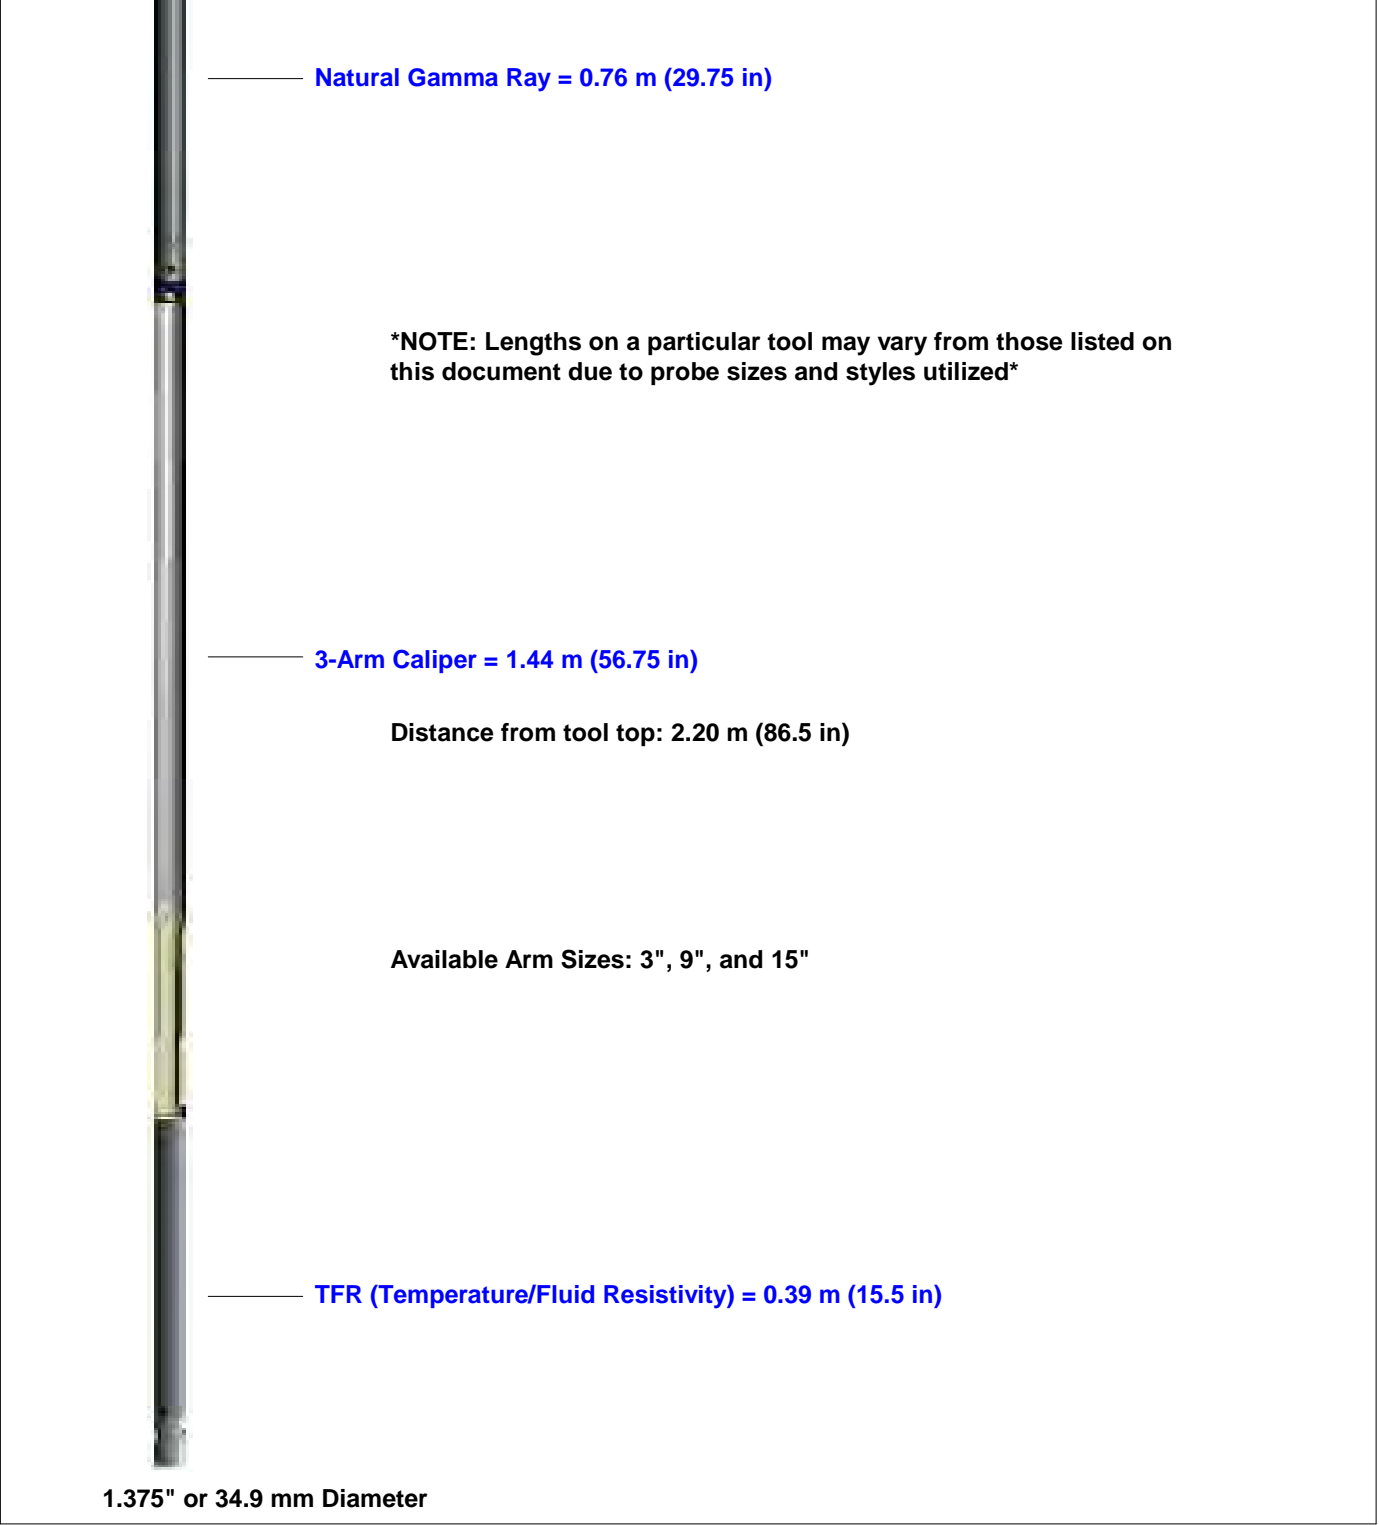 Natural Gamma Ray = 0.76 m (29.75 in)
*NOTE: Lengths on a particular tool may vary from those listed on
this document due to probe sizes and styles utilized*
3-Arm Caliper = 1.44 m (56.75 in)
Distance from tool top: 2.20 m (86.5 in)
Available Arm Sizes: 3", 9", and 15"
TFR (Temperature/Fluid Resistivity) = 0.39 m (15.5 in)
1.375" or 34.9 mm Diameter